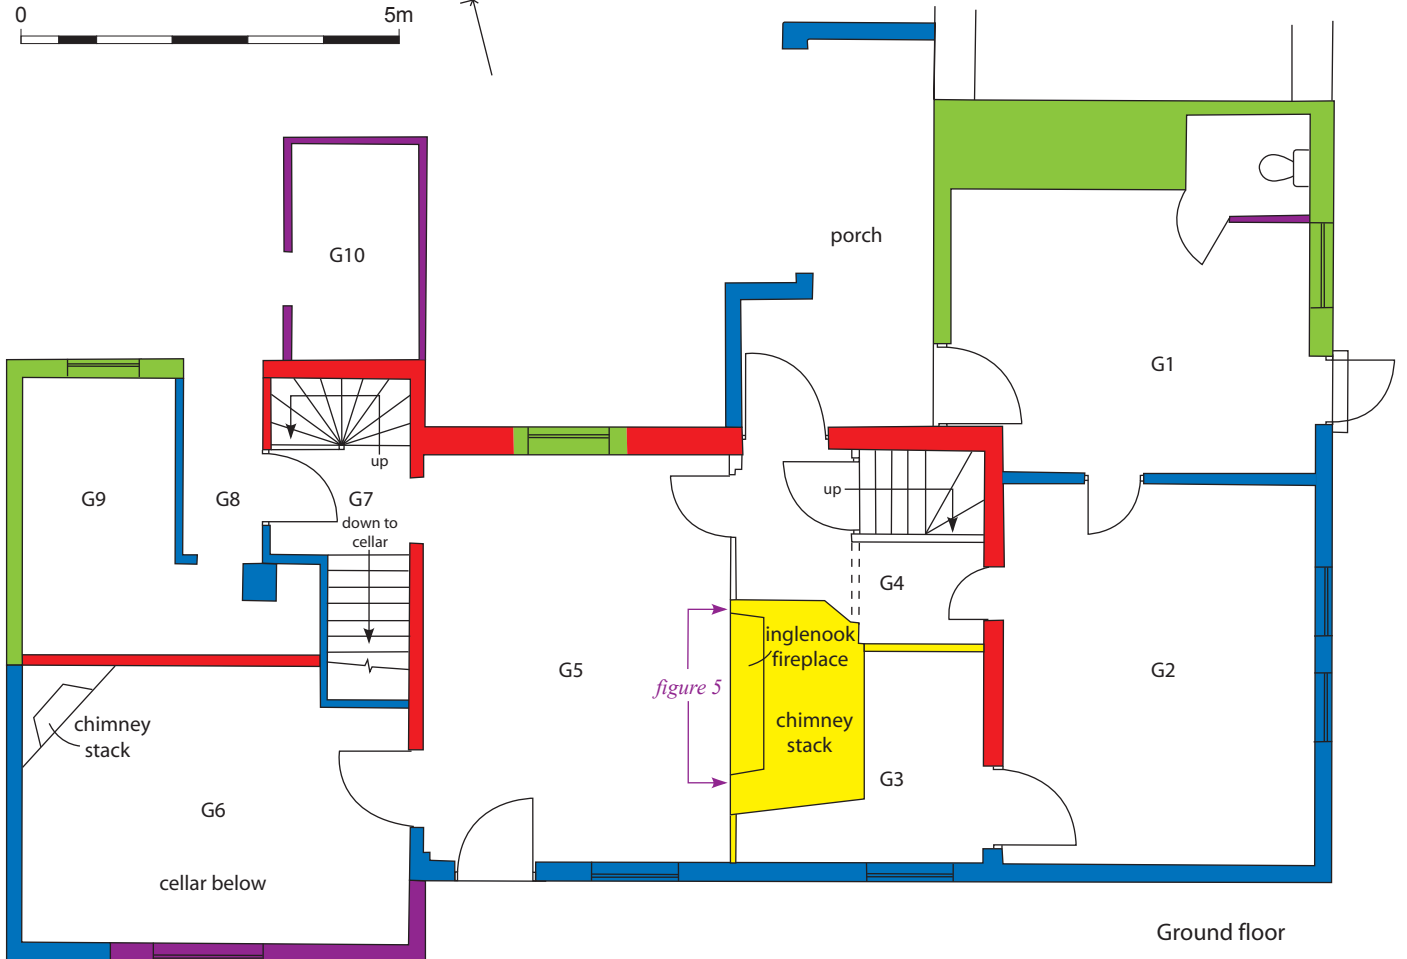 0 5m
porch
G10
G1
up
G9
G8
G7
up
down to
cellar
G4
inglenook
fireplace
G5
G2
figure 5
chimney
stack
chimney
stack
G3
G6
cellar below
Ground floor